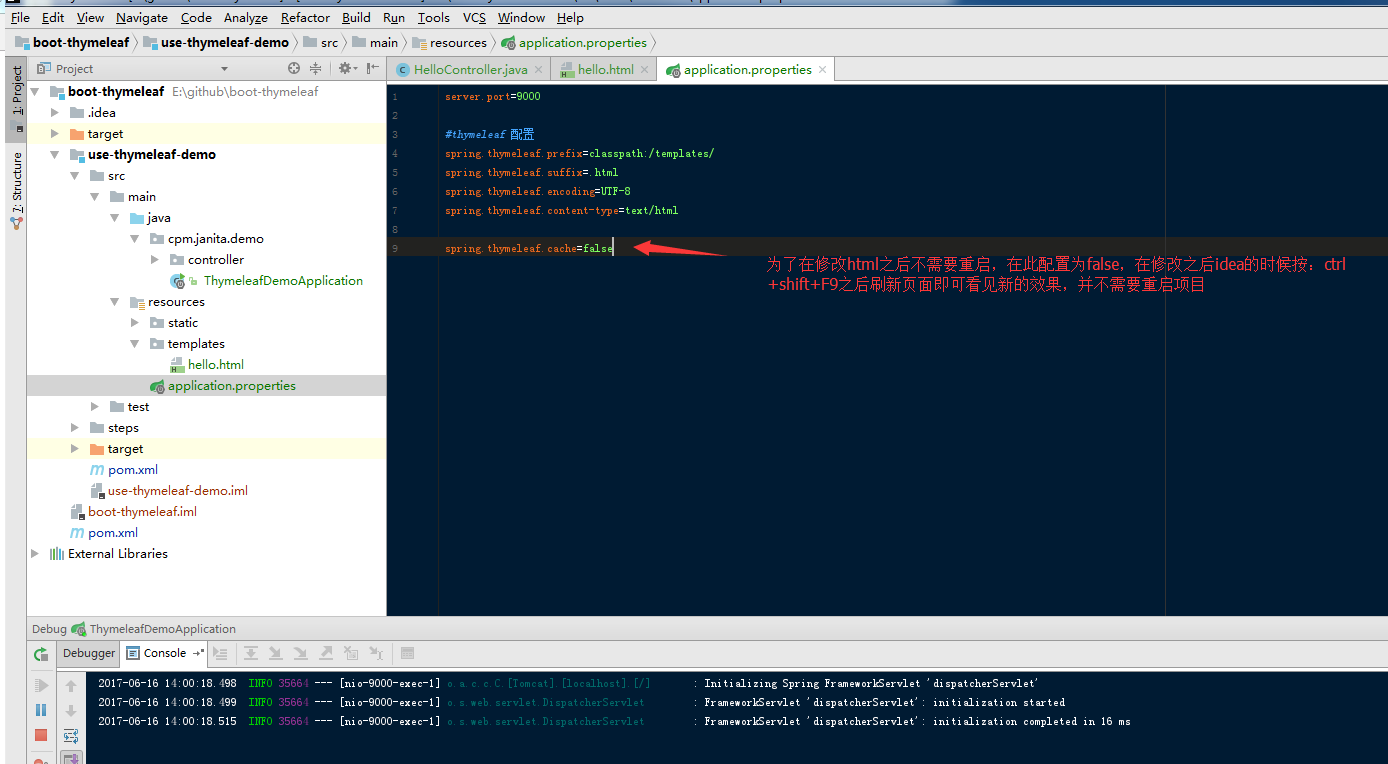 File Edit View Navigate Code Analyze Refactor Build Run Tools VCS Window Help
boot-thymeleaf use-thymeleaf-demo src main resources application.properties
Project
HelloController.java hello.html application.properties
1: Project
7: Structure
boot-thymeleaf E:\github\boot-thymeleaf
.idea
target
use-thymeleaf-demo
src
main
java
cpm.janita.demo
controller
ThymeleafDemoApplication
resources
static
templates
hello.html
application.properties
test
steps
target
pom.xml
use-thymeleaf-demo.iml
boot-thymeleaf.iml
pom.xml
External Libraries
1 server.port=9000
2
3 #thymeleaf 配置
4 spring.thymeleaf.prefix=classpath:/templates/
5 spring.thymeleaf.suffix=.html
6 spring.thymeleaf.encoding=UTF-8
7 spring.thymeleaf.content-type=text/html
8
9 spring.thymeleaf.cache=false
为了在修改html之后不需要重启，在此配置为false，在修改之后idea的时候按：ctrl
+shift+F9之后刷新页面即可看见新的效果，并不需要重启项目
Debug ThymeleafDemoApplication
Debugger Console
2017-06-16 14:00:18.498 INFO 35664 --- [nio-9000-exec-1] o.a.c.c.C.[Tomcat].[localhost].[/] : Initializing Spring FrameworkServlet 'dispatcherServlet'
2017-06-16 14:00:18.499 INFO 35664 --- [nio-9000-exec-1] o.s.web.servlet.DispatcherServlet : FrameworkServlet 'dispatcherServlet': initialization started
2017-06-16 14:00:18.515 INFO 35664 --- [nio-9000-exec-1] o.s.web.servlet.DispatcherServlet : FrameworkServlet 'dispatcherServlet': initialization completed in 16 ms